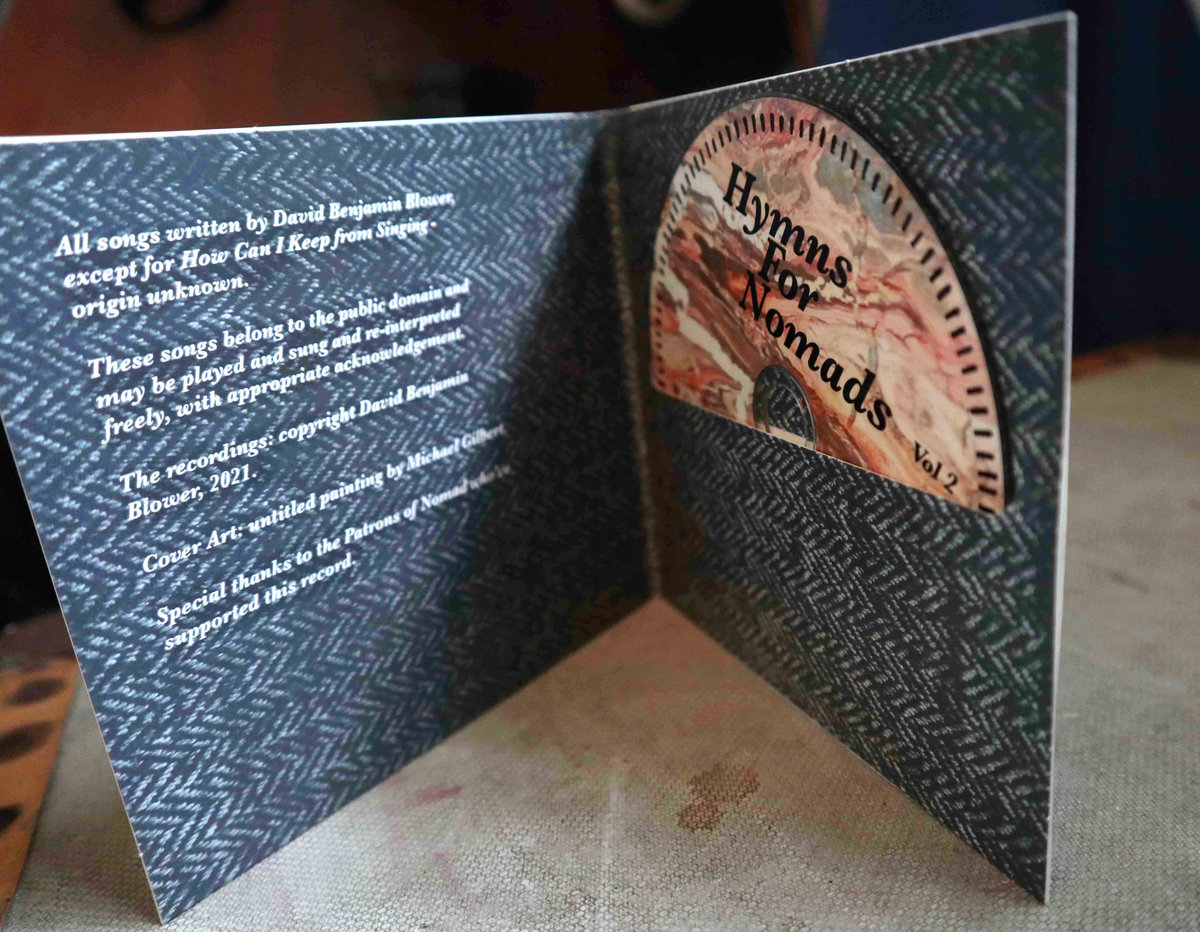 All songs written by David Benjamin Blower,
except for How Can I Keep from Singing -
origin unknown.
These songs belong to the public domain and
may be played and sung and re-interpreted
freely, with appropriate acknowledgement.
The recordings: copyright David Benjamin
Blower, 2021.
Cover Art: untitled painting by Michael Gilbert
Special thanks to the Patrons of Nomad who've
supported this record.
Hymns
For
Nomads
Vol 2